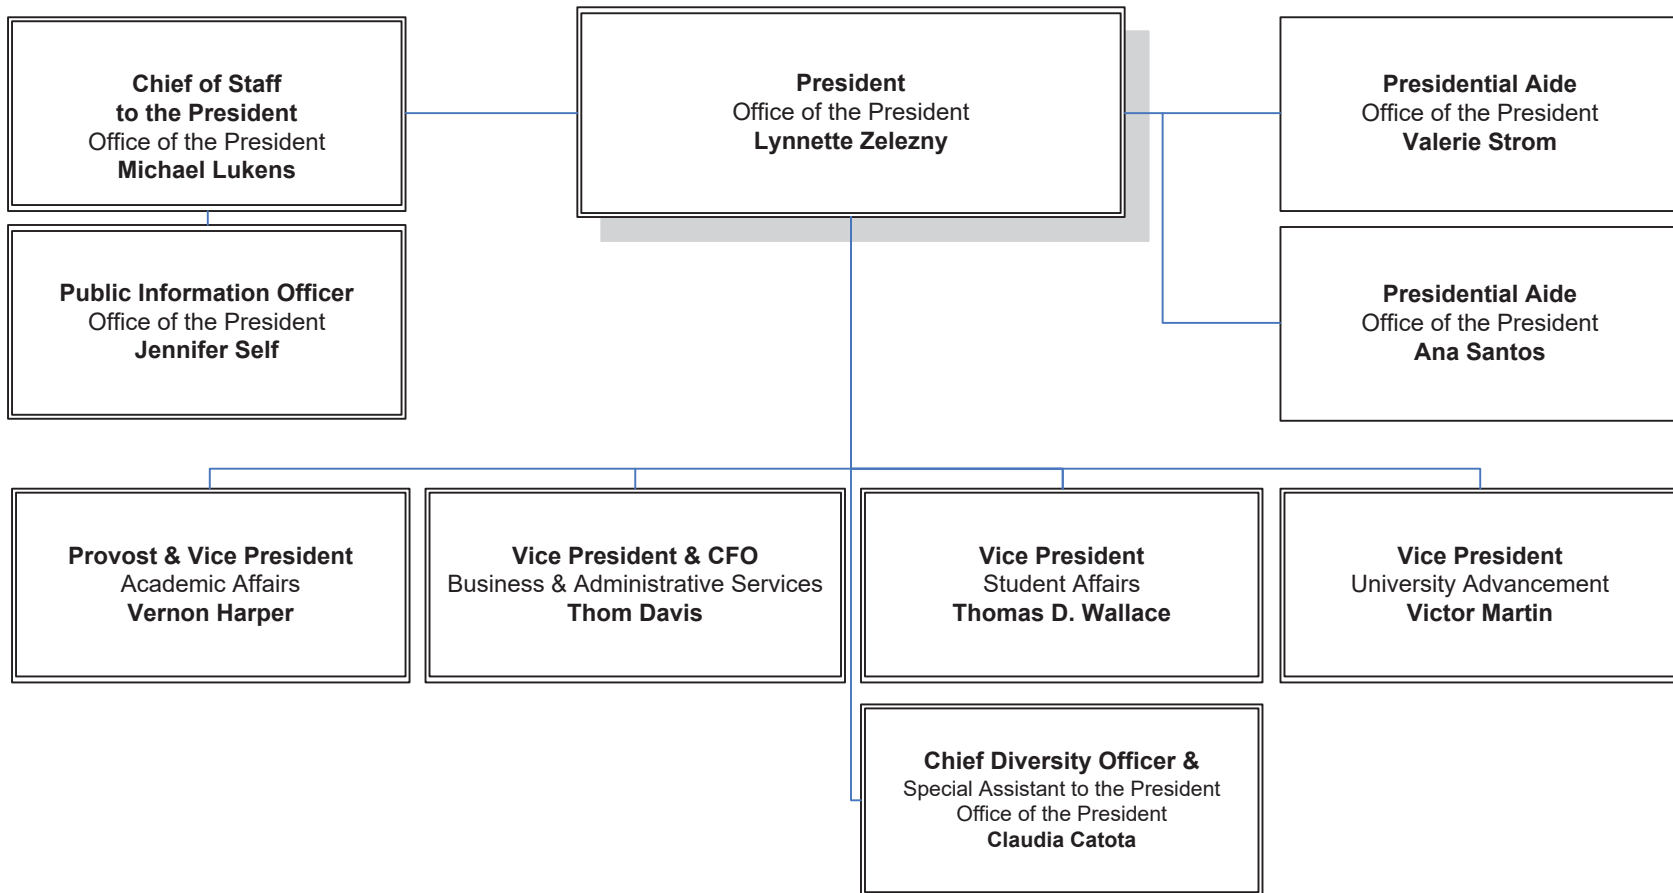 Chief of Staff
to the President
Office of the President
Michael Lukens
President
Office of the President
Lynnette Zelezny
Presidential Aide
Office of the President
Valerie Strom
Public Information Officer
Office of the President
Jennifer Self
Presidential Aide
Office of the President
Ana Santos
Provost & Vice President
Academic Affairs
Vernon Harper
Vice President & CFO
Business & Administrative Services
Thom Davis
Vice President
Student Affairs
Thomas D. Wallace
Vice President
University Advancement
Victor Martin
Chief Diversity Officer &
Special Assistant to the President
Office of the President
Claudia Catota